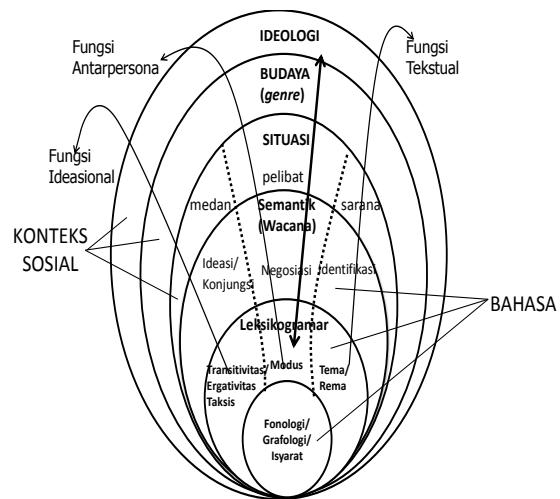 IDEOLOGI
Fungsi
Antarpersona
Fungsi
Tekstual
BUDAYA
(genre)
SITUASI
Fungsi
Ideasional
pelibat
medan
sarana
Semantik
(Wacana)
KONTEKS
SOSIAL
Ideasi/
Konjungsi
Negosiasi
Identifikasi
BAHASA
Leksikogramar
Transitivitas/
Ergativitas
Taksis
Modus
Tema/
Rema
Fonologi/
Grafologi/
Isyarat